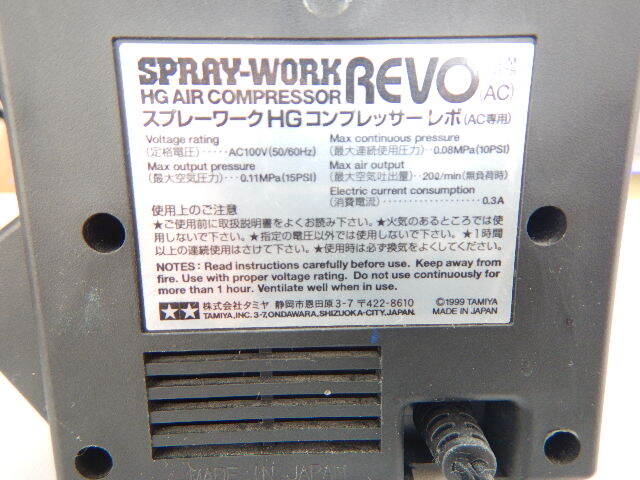 SPRAY-WORK REVO
HG AIR COMPRESSOR (AC)
スプレーワークHGコンプレッサー レボ(AC専用)
Voltage rating
(定格電圧)‥‥‥AC100V(50/60Hz)
Max continuous pressure
(最大連続使用圧力)‥0.08MPa(10PSI)
Max output pressure
(最大空気圧力)‥‥0.11MPa(15PSI)
Max air output
(最大空気吐出量)‥20ℓ/min(無負荷時)
Electric current consumption
(消費電流)‥‥‥‥‥‥‥‥0.3A
使用上のご注意
★ご使用前に取扱説明書をよくお読み下さい。★火気のあるところでは使
用しないで下さい。★指定の電圧以外では使用しないで下さい。★1時間
以上の連続使用はさけて下さい。★使用時は必ず換気をよくしてください。
NOTES : Read instructions carefully before use. Keep away from
fire. Use with proper voltage rating. Do not use continuously for
more than 1 hour. Ventilate well when in use.
株式会社タミヤ 静岡市恩田原3-7 〒422-8610
TAMIYA,INC. 3-7,ONDAWARA,SHIZUOKA-CITY,JAPAN.
©1999 TAMIYA
MADE IN JAPAN
MADE IN JAPAN